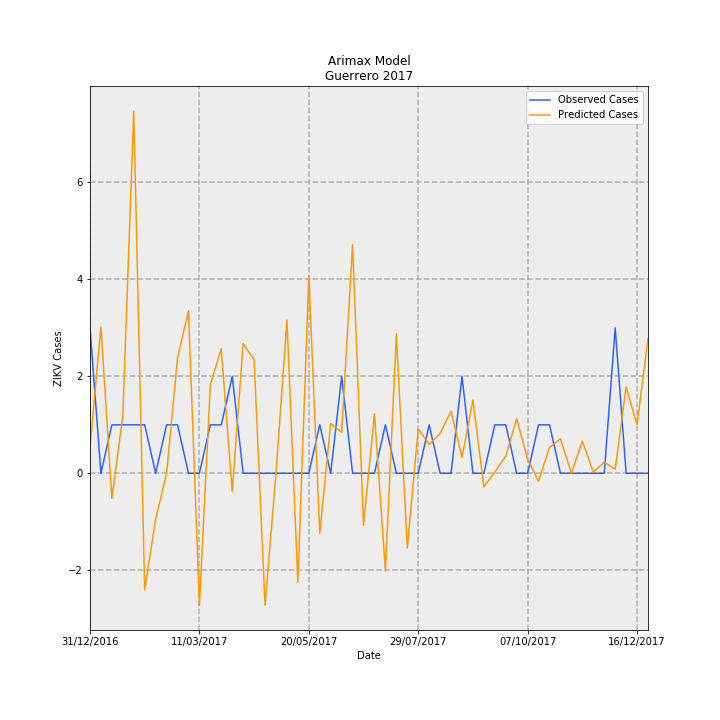 Arimax Model
Guerrero 2017
Observed Cases
Predicted Cases
ZIKV Cases
6
4
2
0
−2
31/12/2016
11/03/2017
20/05/2017
29/07/2017
07/10/2017
16/12/2017
Date